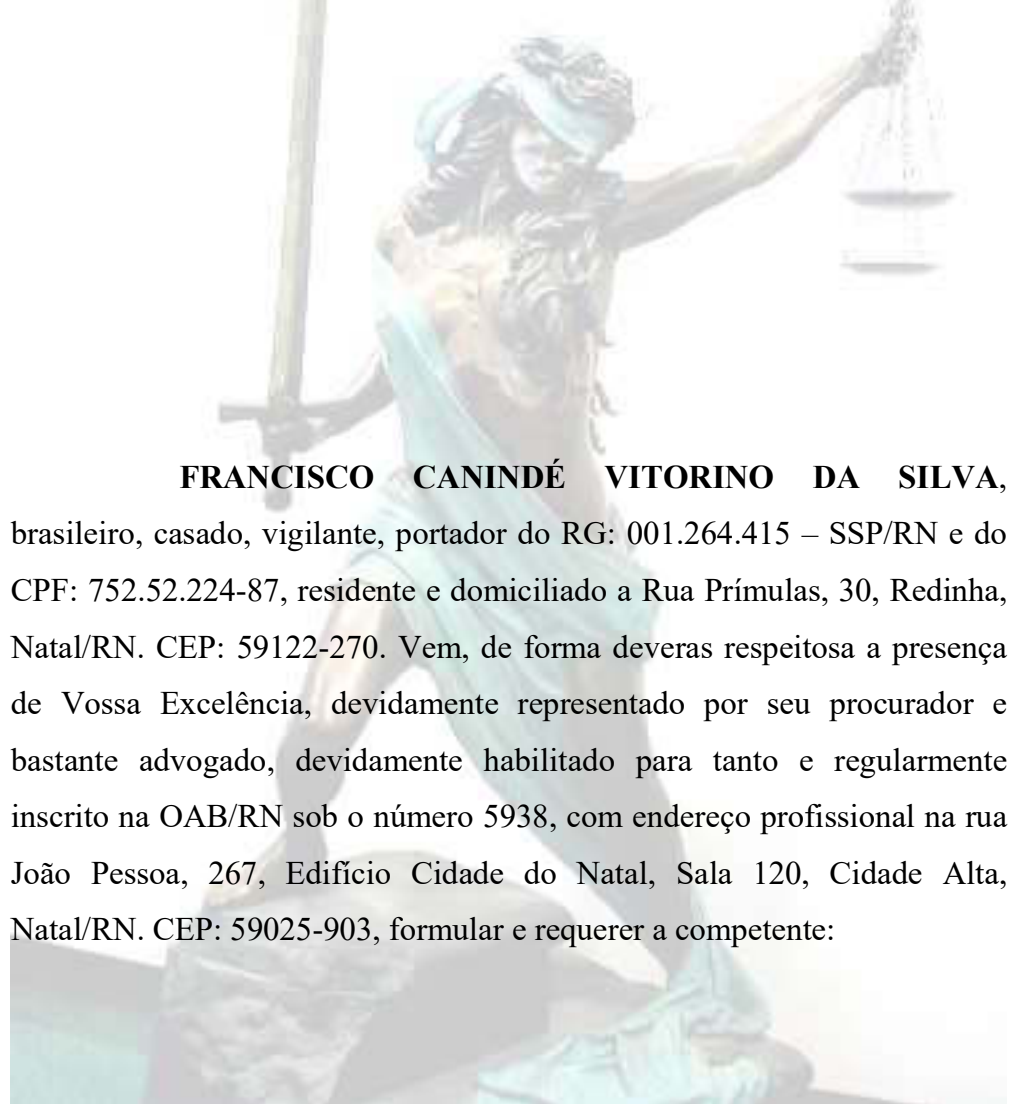 FRANCISCO CANINDÉ VITORINO DA SILVA,
brasileiro, casado, vigilante, portador do RG: 001.264.415 – SSP/RN e do
CPF: 752.52.224-87, residente e domiciliado a Rua Prímulas, 30, Redinha,
Natal/RN. CEP: 59122-270. Vem, de forma deveras respeitosa a presença
de Vossa Excelência, devidamente representado por seu procurador e
bastante advogado, devidamente habilitado para tanto e regularmente
inscrito na OAB/RN sob o número 5938, com endereço profissional na rua
João Pessoa, 267, Edifício Cidade do Natal, Sala 120, Cidade Alta,
Natal/RN. CEP: 59025-903, formular e requerer a competente: